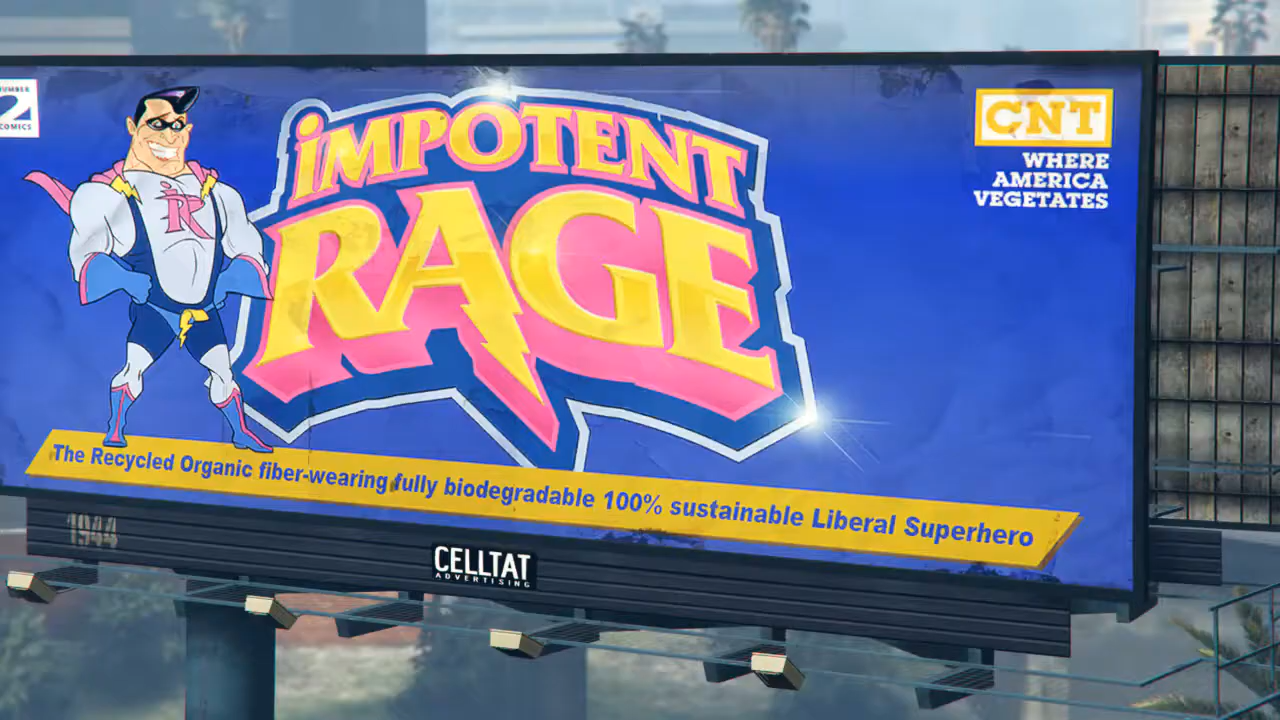 NUMBER
2
COMICS
iMPOTENT
RAGE
iR
CNT
WHERE
AMERICA
VEGETATES
The Recycled Organic fiber-wearing fully biodegradable 100% sustainable Liberal Superhero
1944
CELLTAT
ADVERTISING